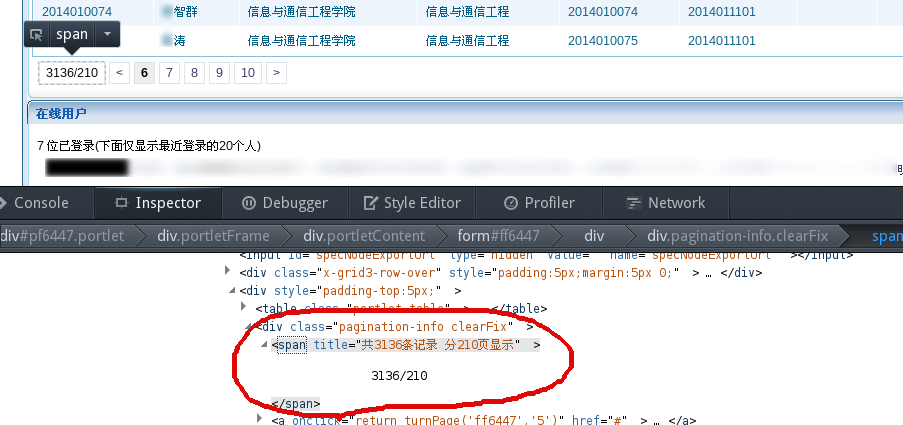 2014010074 智群 信息与通信工程学院 信息与通信工程 2014010074 2014011101
span
涛 信息与通信工程学院 信息与通信工程 2014010075 2014011101
3136/210 < 6 7 8 9 10 >
在线用户
7 位已登录(下面仅显示最近登录的20个人)
Console Inspector Debugger Style Editor Profiler Network
div#pf6447.portlet div.portletFrame div.portletContent form#ff6447 div div.pagination-info.clearFix span
<input id="specNodeExportUrl" type="hidden" value="" name="specNodeExportUrl" ></input>
<div class="x-grid3-row-over" style="padding:5px;margin:5px 0;" > … </div>
<div style="padding-top:5px;" >
<table class="portlet-table" > … </table>
<div class="pagination-info clearFix" >
<span title="共3136条记录 分210页显示" >
3136/210
</span>
<a onclick="return turnPage('ff6447','5')" href="#" > … </a>